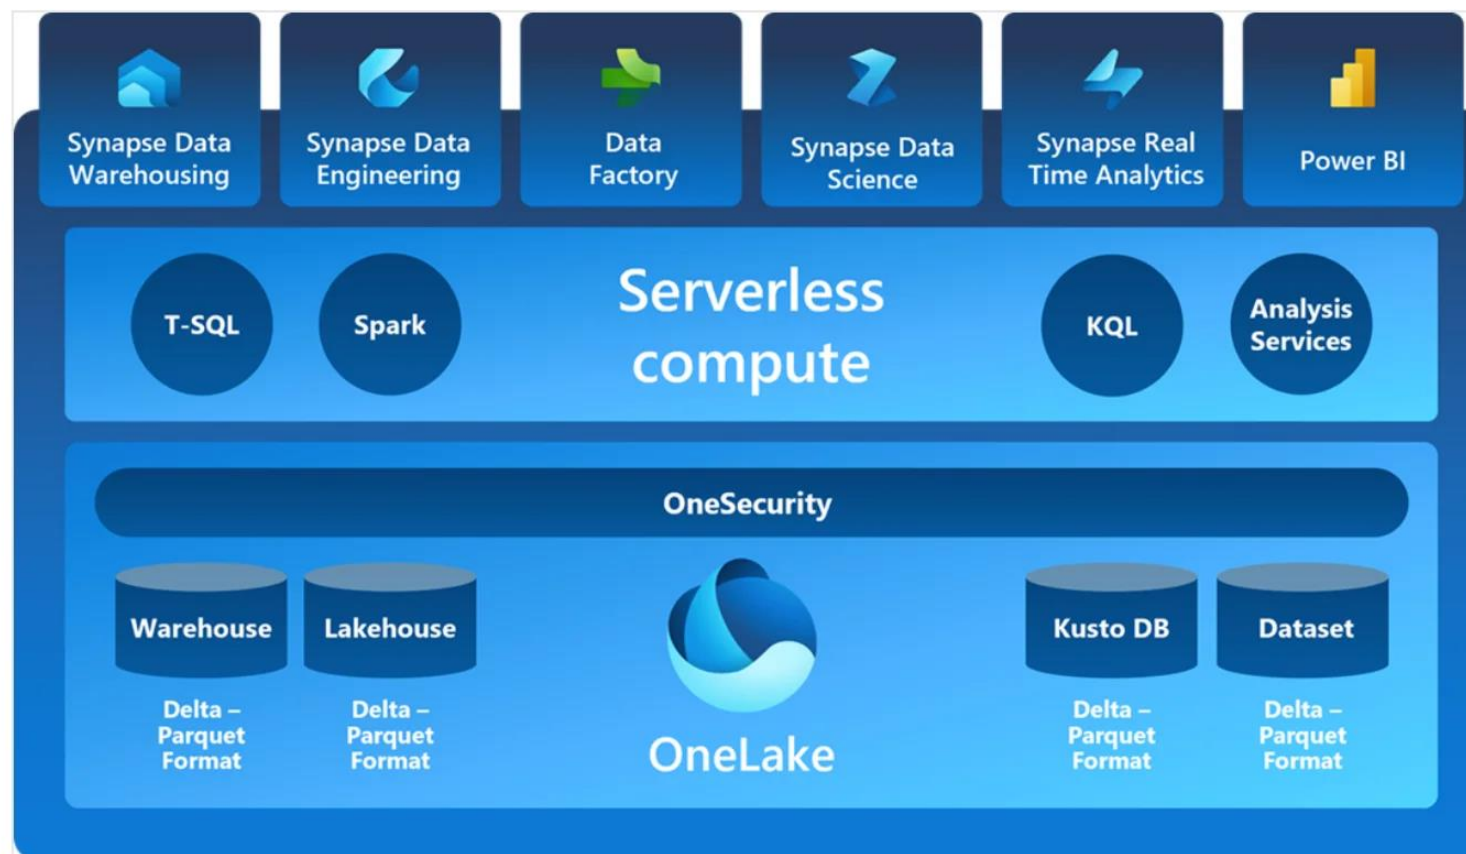 Synapse Data
Warehousing
Synapse Data
Engineering
Data
Factory
Synapse Data
Science
Synapse Real
Time Analytics
Power BI
T-SQL
Spark
Serverless
compute
KQL
Analysis
Services
OneSecurity
Warehouse
Lakehouse
Kusto DB
Dataset
Delta –
Parquet
Format
Delta –
Parquet
Format
OneLake
Delta –
Parquet
Format
Delta –
Parquet
Format